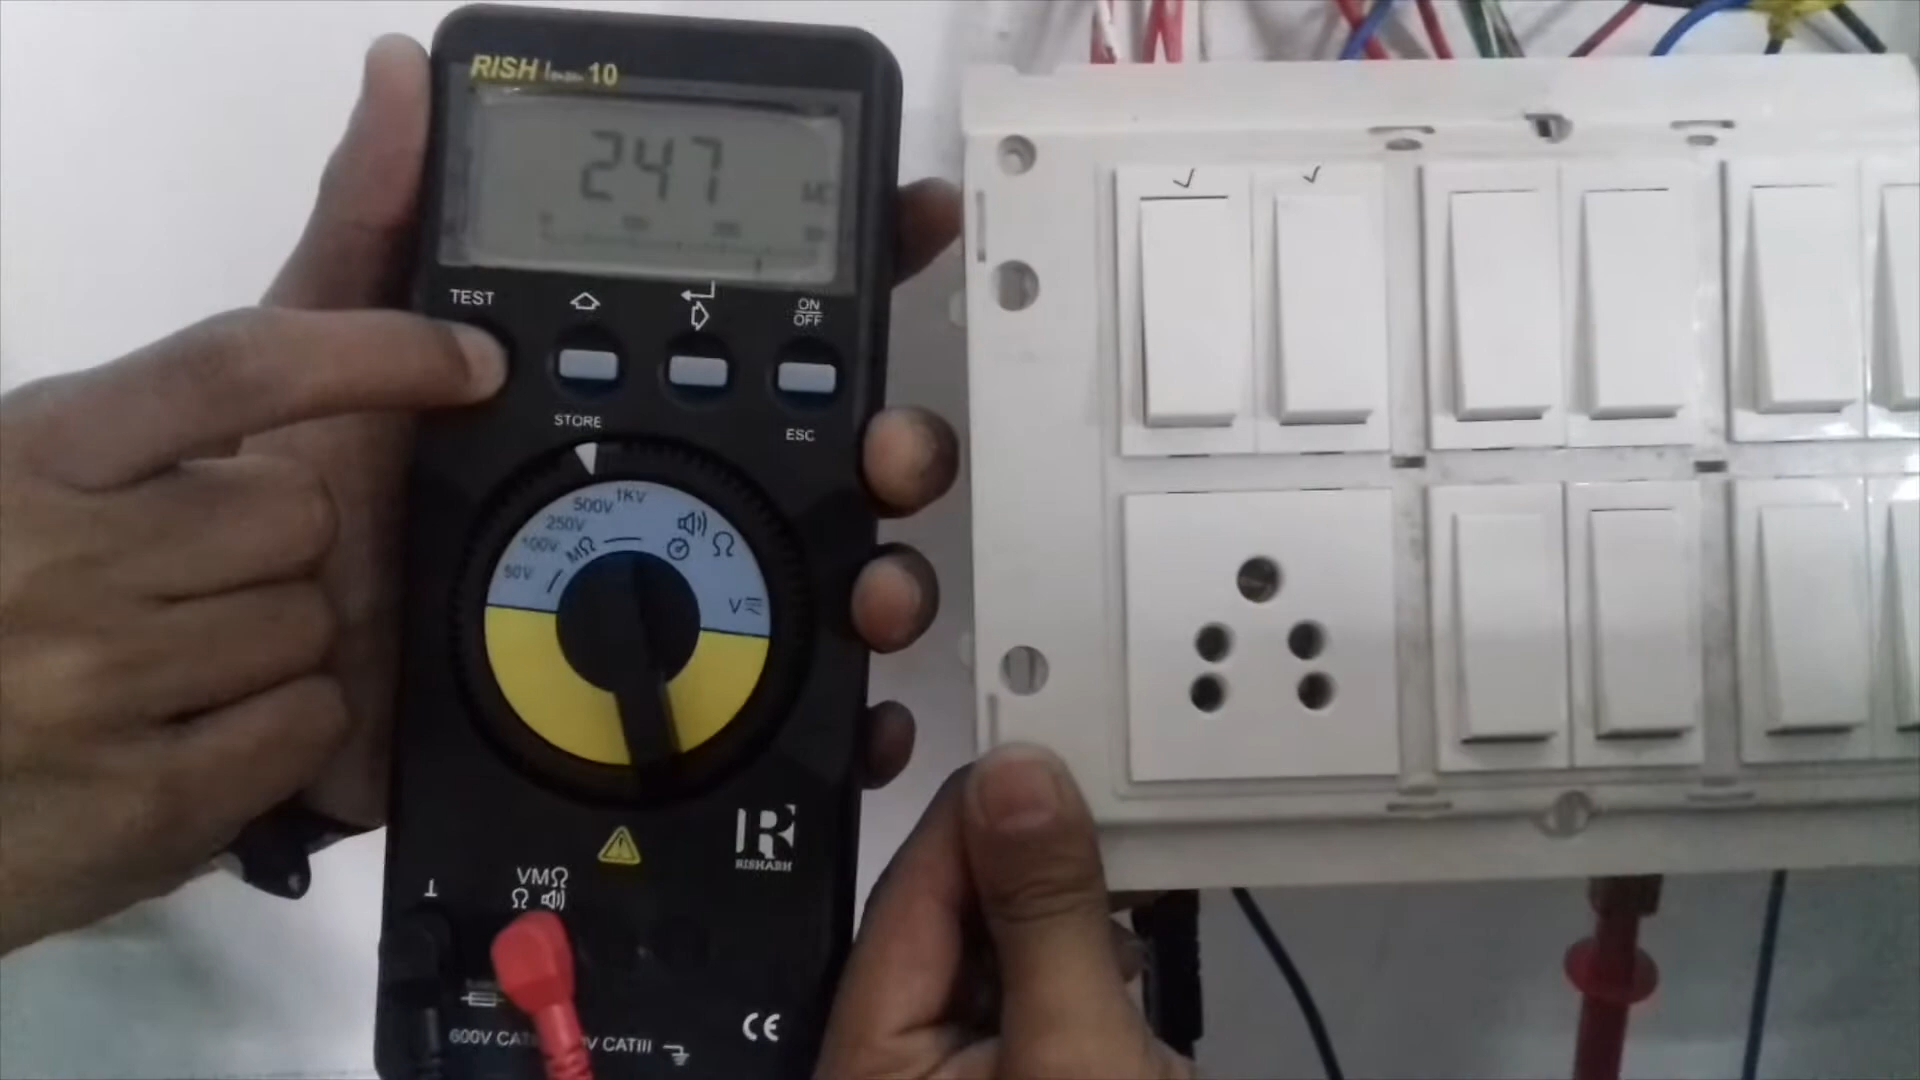 RISH Insu 10
247
TEST
ON
OFF
STORE
ESC
1KV
500V
250V
100V
50V
MΩ
Ω
V
VMΩ
Ω
RISHABH
CE
600V CAT
V CATIII